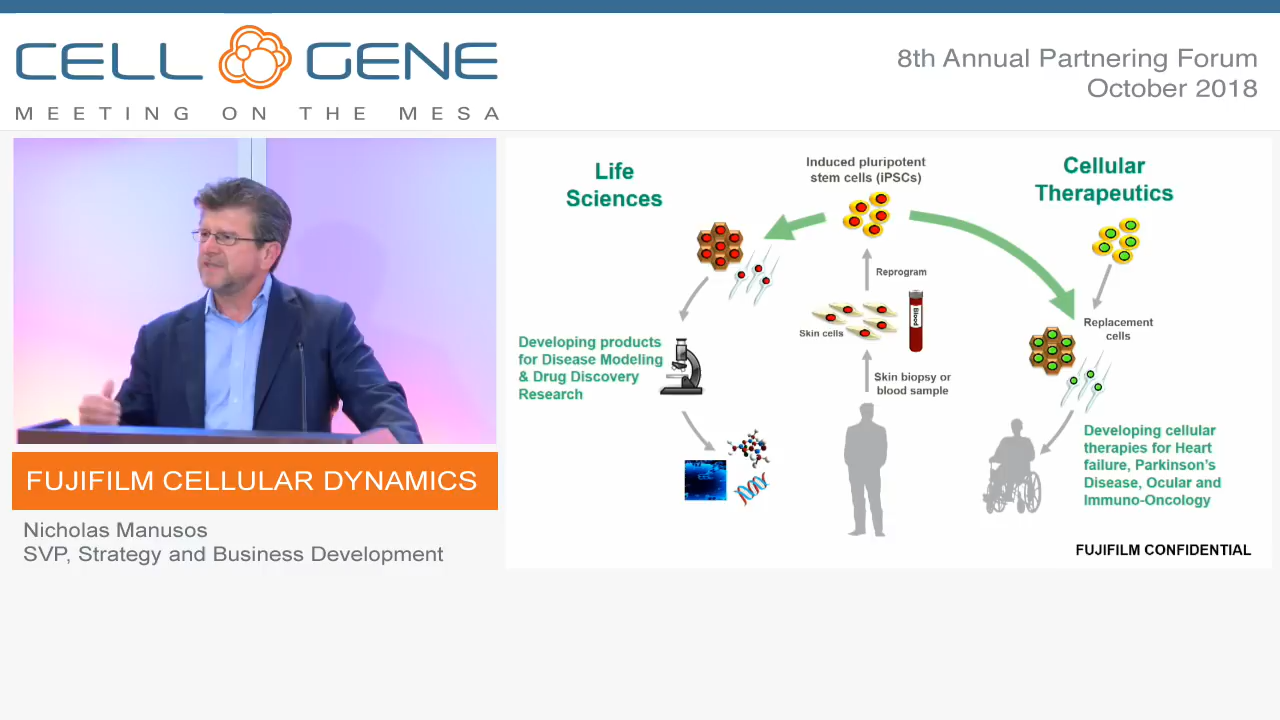 CELL GENE
MEETING ON THE MESA
8th Annual Partnering Forum
October 2018
FUJIFILM CELLULAR DYNAMICS
Nicholas Manusos
SVP, Strategy and Business Development
Life
Sciences
Induced pluripotent
stem cells (iPSCs)
Cellular
Therapeutics
Reprogram
Skin cells
Blood
Skin biopsy or
blood sample
Developing products
for Disease Modeling
& Drug Discovery
Research
Replacement
cells
Developing cellular
therapies for Heart
failure, Parkinson's
Disease, Ocular and
Immuno-Oncology
FUJIFILM CONFIDENTIAL